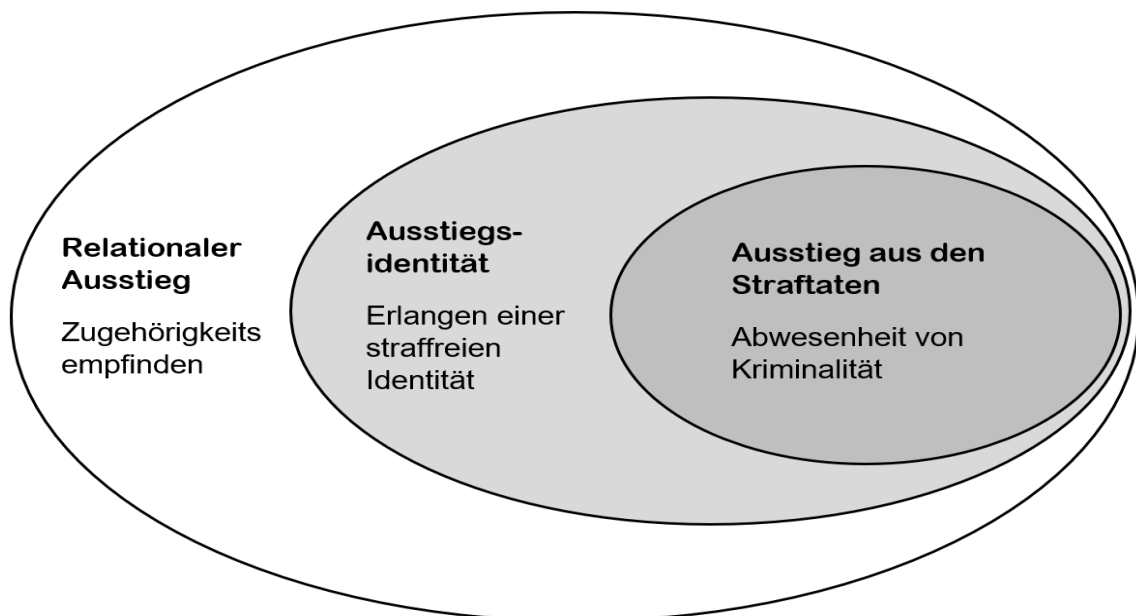 Relationaler
Ausstieg
Zugehörigkeits
empfinden
Ausstiegs-
identität
Erlangen einer
straffreien
Identität
Ausstieg aus den
Straftaten
Abwesenheit von
Kriminalität